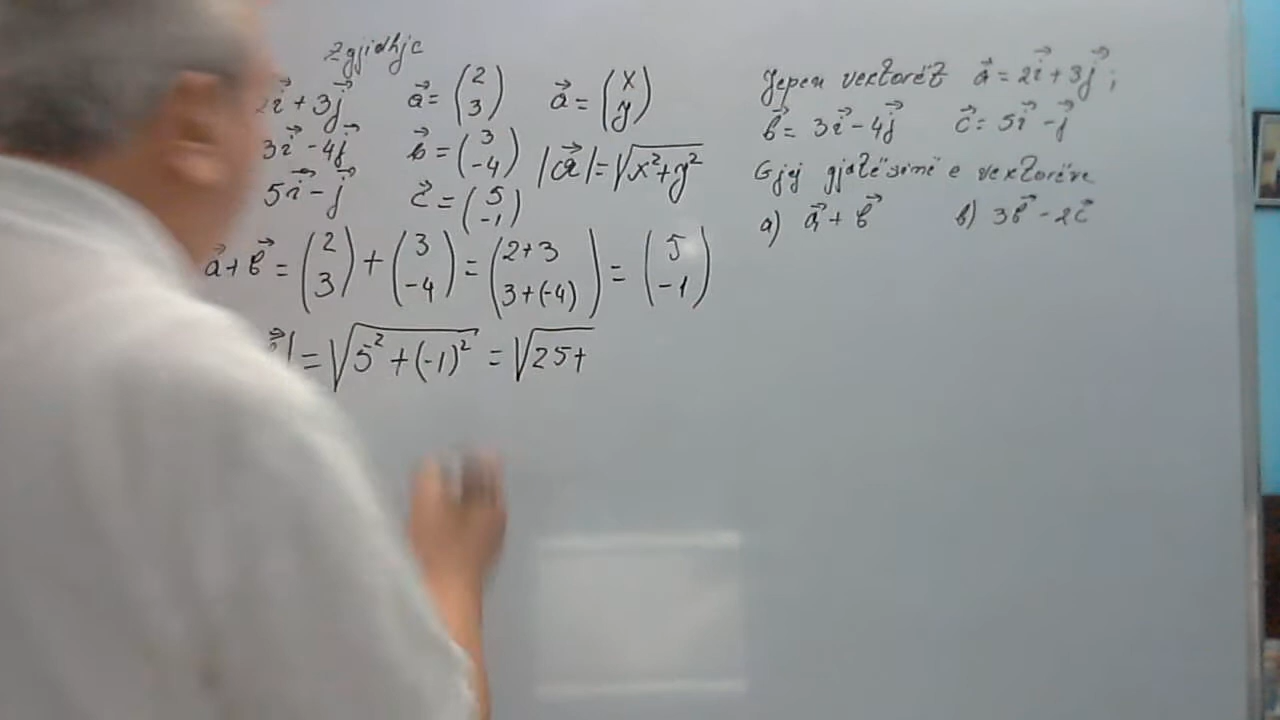 Zgjidhje
2i⃗ + 3j⃗ a⃗ = (2 3) a⃗ = (x y)
3i⃗ - 4j⃗ b⃗ = (3 -4) |a⃗| = √x²+y²
5i⃗ - j⃗ c⃗ = (5 -1)
a⃗ + b⃗ = (2 3) + (3 -4) = (2+3 3+(-4)) = (5 -1)
| = √5² + (-1)² = √25+
Jepen vektorët a⃗ = 2i⃗ + 3j⃗ ;
b⃗ = 3i⃗ - 4j⃗ c⃗ = 5i⃗ - j⃗
Gjej gjatësinë e vektorëve
a) a⃗ + b⃗ b) 3b⃗ - 2c⃗